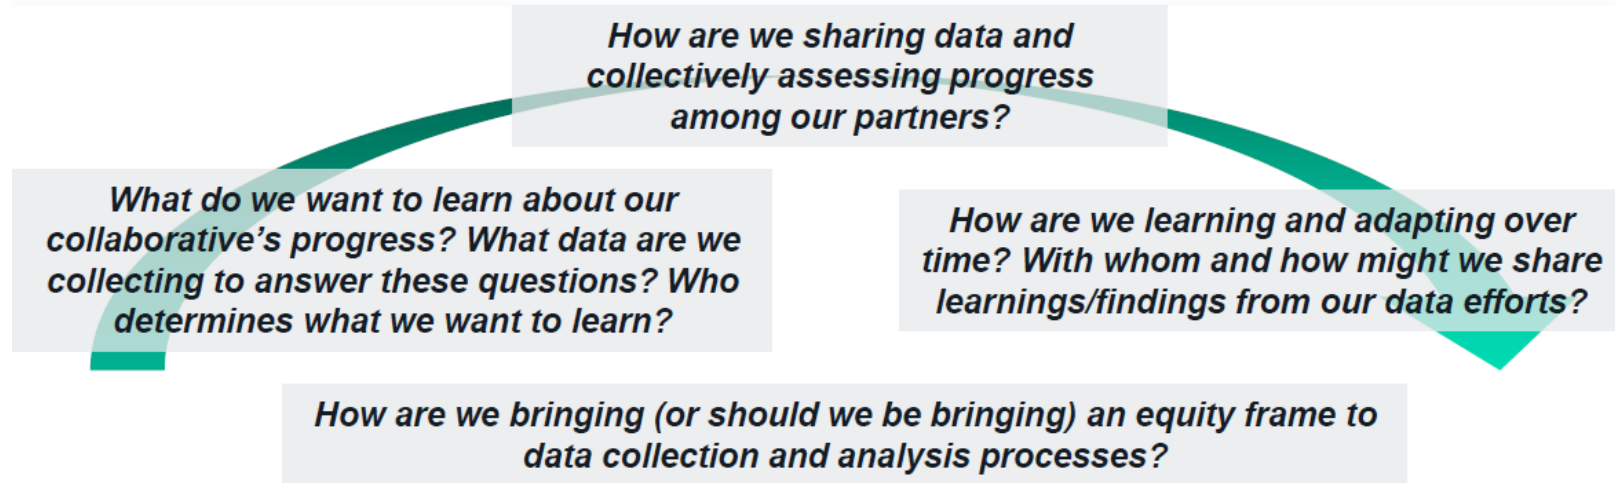 How are we sharing data and
collectively assessing progress
among our partners?
What do we want to learn about our
collaborative's progress? What data are we
collecting to answer these questions? Who
determines what we want to learn?
How are we learning and adapting over
time? With whom and how might we share
learnings/findings from our data efforts?
How are we bringing (or should we be bringing) an equity frame to
data collection and analysis processes?